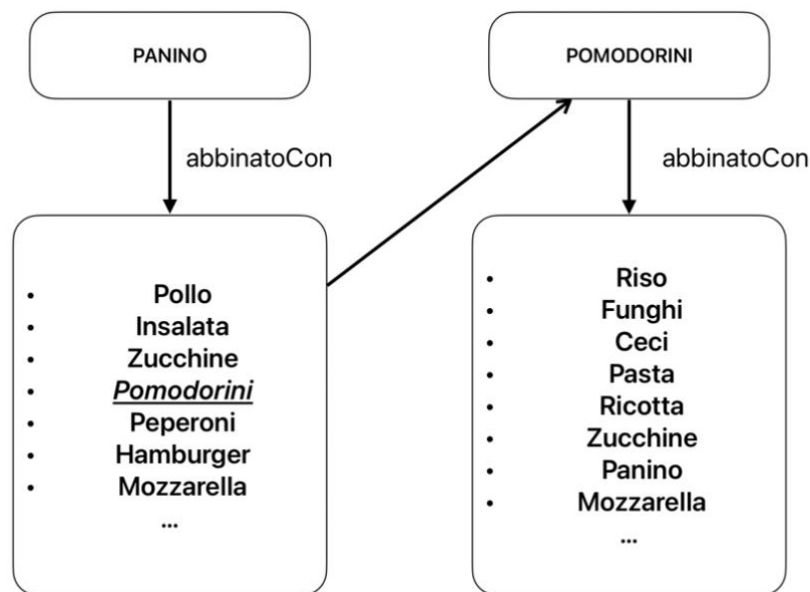 PANINO
abbinatoCon
• Pollo
• Insalata
• Zucchine
• Pomodorini
• Peperoni
• Hamburger
• Mozzarella
...
POMODORINI
abbinatoCon
• Riso
• Funghi
• Ceci
• Pasta
• Ricotta
• Zucchine
• Panino
• Mozzarella
...